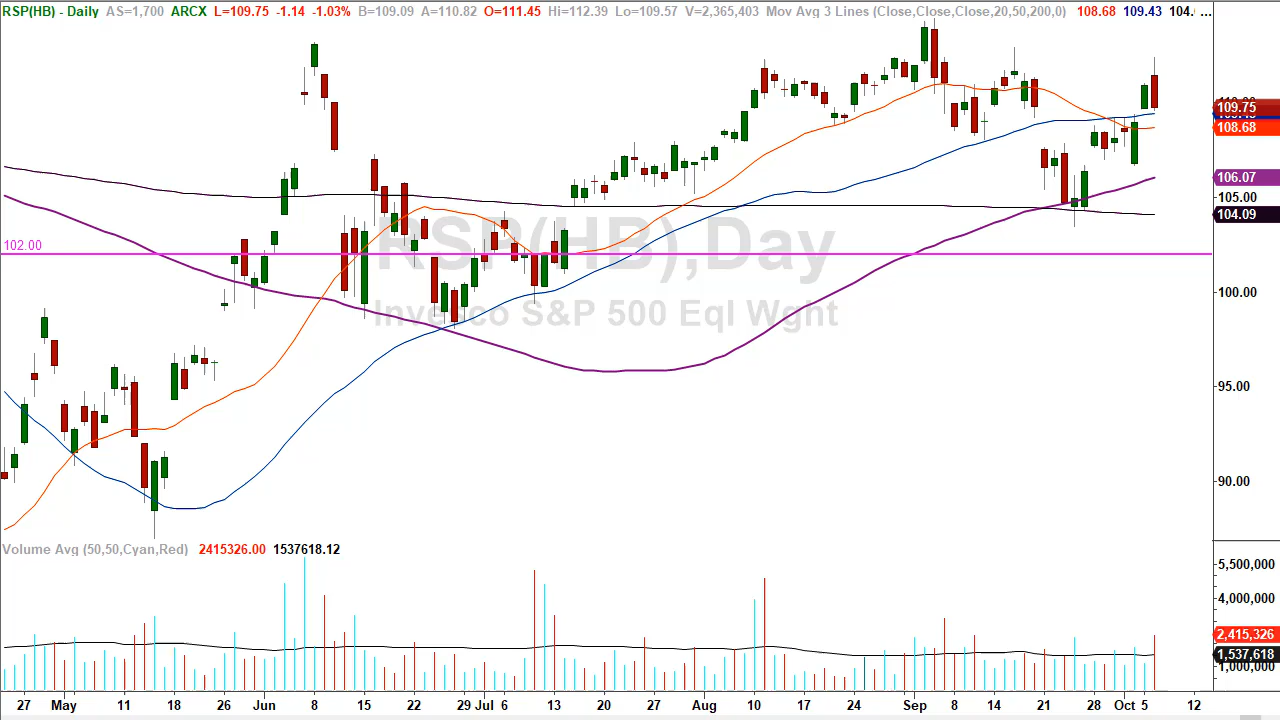 RSP(HB) - Daily AS=1,700 ARCX L=109.75 -1.14 -1.03% B=109.09 A=110.82 O=111.45 Hi=112.39 Lo=109.57 V=2,365,403 Mov Avg 3 Lines (Close,Close,Close,20,50,200,0) 108.68 109.43 104. ...
109.75
108.68
106.07
105.00
104.09
102.00
RSP(HB),Day
100.00
Invesco S&P 500 Eql Wght
95.00
90.00
Volume Avg (50,50,Cyan,Red) 2415326.00 1537618.12
5,500,000
4,000,000
2,415,326
1,537,618
1,000,000
27 May 11 18 26 Jun 8 15 22 29 Jul 6 13 20 27 Aug 10 17 24 Sep 8 14 21 28 Oct 5 12